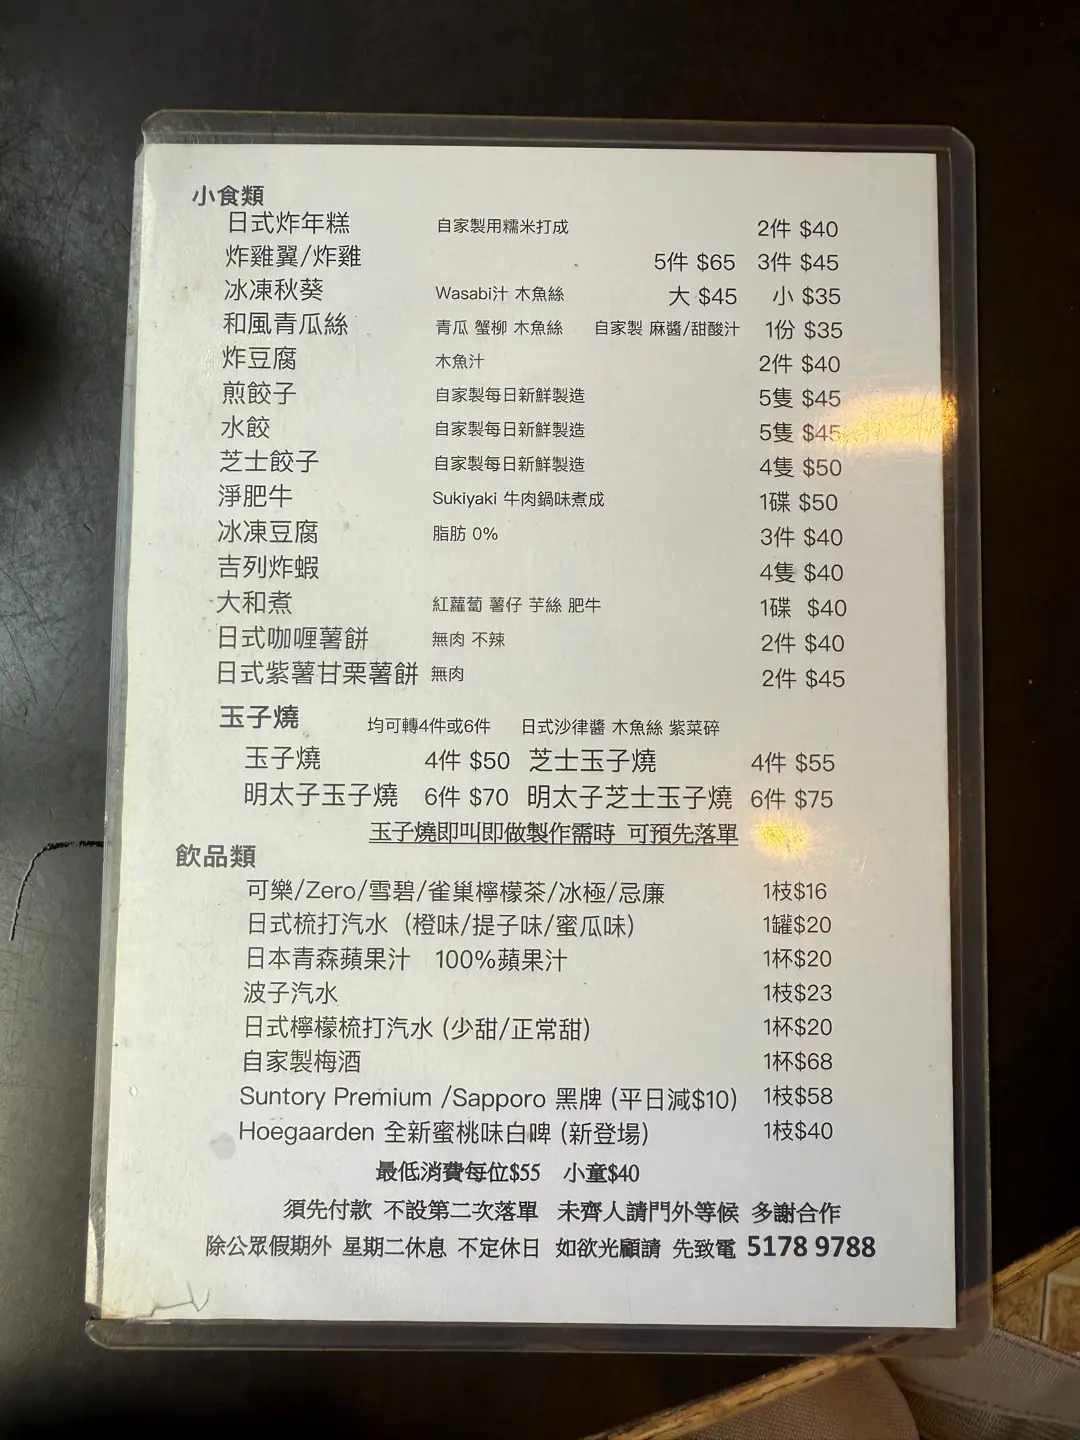 小食類
日式炸年糕 自家製用糯米打成 2件 $40
炸雞翼/炸雞 5件 $65 3件 $45
冰凍秋葵 Wasabi汁 木魚絲 大 $45 小 $35
和風青瓜絲 青瓜 蟹柳 木魚絲 自家製 麻醬/甜酸汁 1份 $35
炸豆腐 木魚汁 2件 $40
煎餃子 自家製每日新鮮製造 5隻 $45
水餃 自家製每日新鮮製造 5隻 $45
芝士餃子 自家製每日新鮮製造 4隻 $50
淨肥牛 Sukiyaki 牛肉鍋味煮成 1碟 $50
冰凍豆腐 脂肪 0% 3件 $40
吉列炸蝦 4隻 $40
大和煮 紅蘿蔔 薯仔 芋絲 肥牛 1碟 $40
日式咖喱薯餅 無肉 不辣 2件 $40
日式紫薯甘栗薯餅 無肉 2件 $45
玉子燒 均可轉4件或6件 日式沙律醬 木魚絲 紫菜碎
玉子燒 4件 $50 芝士玉子燒 4件 $55
明太子玉子燒 6件 $70 明太子芝士玉子燒 6件 $75
玉子燒即叫即做製作需時 可預先落單
飲品類
可樂/Zero/雪碧/雀巢檸檬茶/冰極/忌廉 1枝$16
日式梳打汽水 (橙味/提子味/蜜瓜味) 1罐$20
日本青森蘋果汁 100%蘋果汁 1杯$20
波子汽水 1枝$23
日式檸檬梳打汽水 (少甜/正常甜) 1杯$20
自家製梅酒 1杯$68
Suntory Premium /Sapporo 黑牌 (平日減$10) 1枝$58
Hoegaarden 全新蜜桃味白啤 (新登場) 1枝$40
最低消費每位$55 小童$40
須先付款 不設第二次落單 未齊人請門外等候 多謝合作
除公眾假期外 星期二休息 不定休日 如欲光顧請 先致電 5178 9788